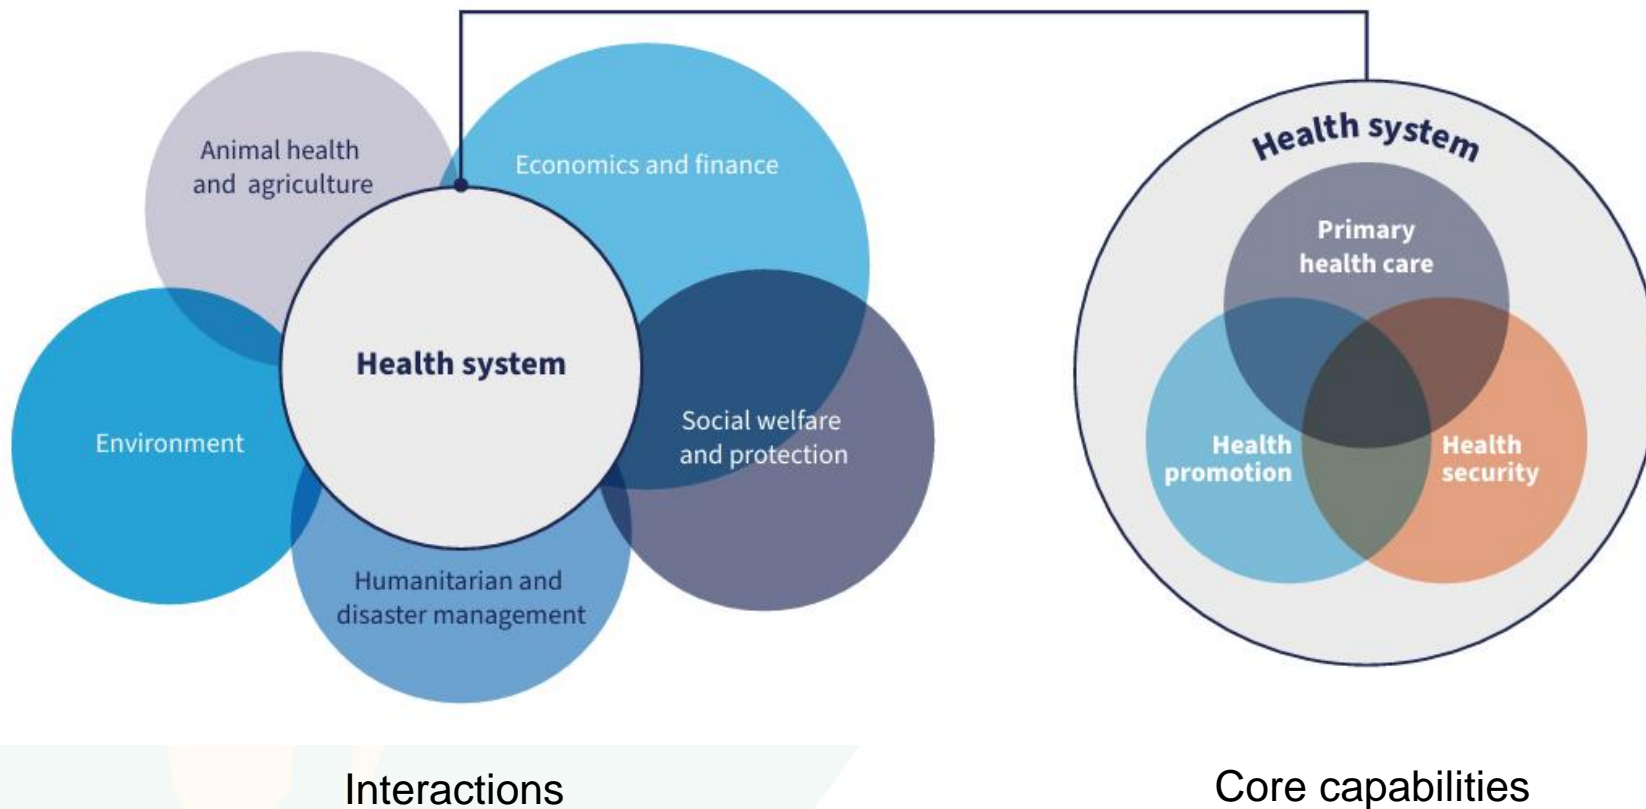 Animal health
and agriculture
Economics and finance
Health system
Environment
Social welfare
and protection
Humanitarian and
disaster management
Interactions
Health system
Primary
health care
Health
promotion
Health
security
Core capabilities